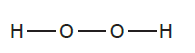 H — O — O — H